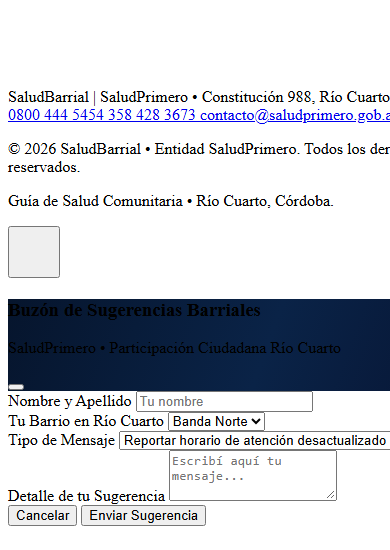 SaludBarrial | SaludPrimero • Constitución 988, Río Cuarto
0800 444 5454 358 428 3673 contacto@saludprimero.gob.a
© 2026 SaludBarrial • Entidad SaludPrimero. Todos los der
reservados.
Guía de Salud Comunitaria • Río Cuarto, Córdoba.
Buzón de Sugerencias Barriales
SaludPrimero • Participación Ciudadana Río Cuarto
Nombre y Apellido Tu nombre
Tu Barrio en Río Cuarto Banda Norte
Tipo de Mensaje Reportar horario de atención desactualizado
Escribí aquí tu
mensaje...
Detalle de tu Sugerencia
Cancelar Enviar Sugerencia